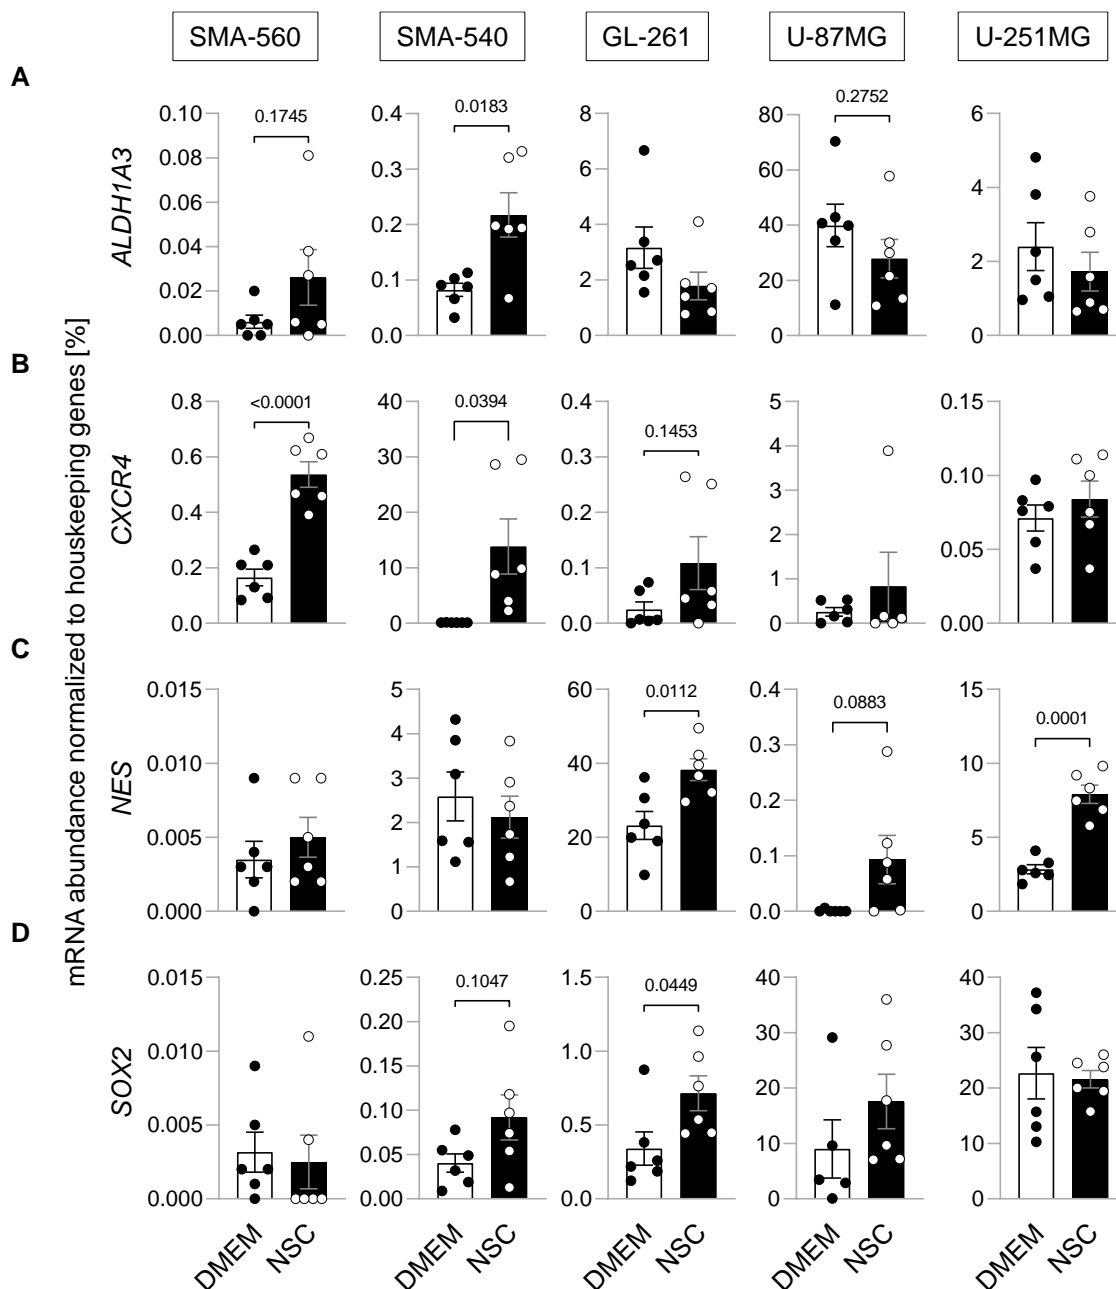 SMA-560 SMA-540 GL-261 U-87MG U-251MG
A
mRNA abundance normalized to houskeeping genes [%]
ALDH1A3
0.10 0.08 0.06 0.04 0.02 0.00
0.1745
0.4 0.3 0.2 0.1 0.0
0.0183
8 6 4 2 0
80 60 40 20 0
0.2752
6 4 2 0
B
CXCR4
0.8 0.6 0.4 0.2 0.0
<0.0001
40 30 20 10 0
0.0394
0.4 0.3 0.2 0.1 0.0
0.1453
5 4 3 2 1 0
0.15 0.10 0.05 0.00
C
NES
0.015 0.010 0.005 0.000
5 4 3 2 1 0
60 40 20 0
0.0112
0.4 0.3 0.2 0.1 0.0
0.0883
15 10 5 0
0.0001
D
SOX2
0.015 0.010 0.005 0.000
0.25 0.20 0.15 0.10 0.05 0.00
0.1047
1.5 1.0 0.5 0.0
0.0449
40 30 20 10 0
40 30 20 10 0
DMEM NSC DMEM NSC DMEM NSC DMEM NSC DMEM NSC